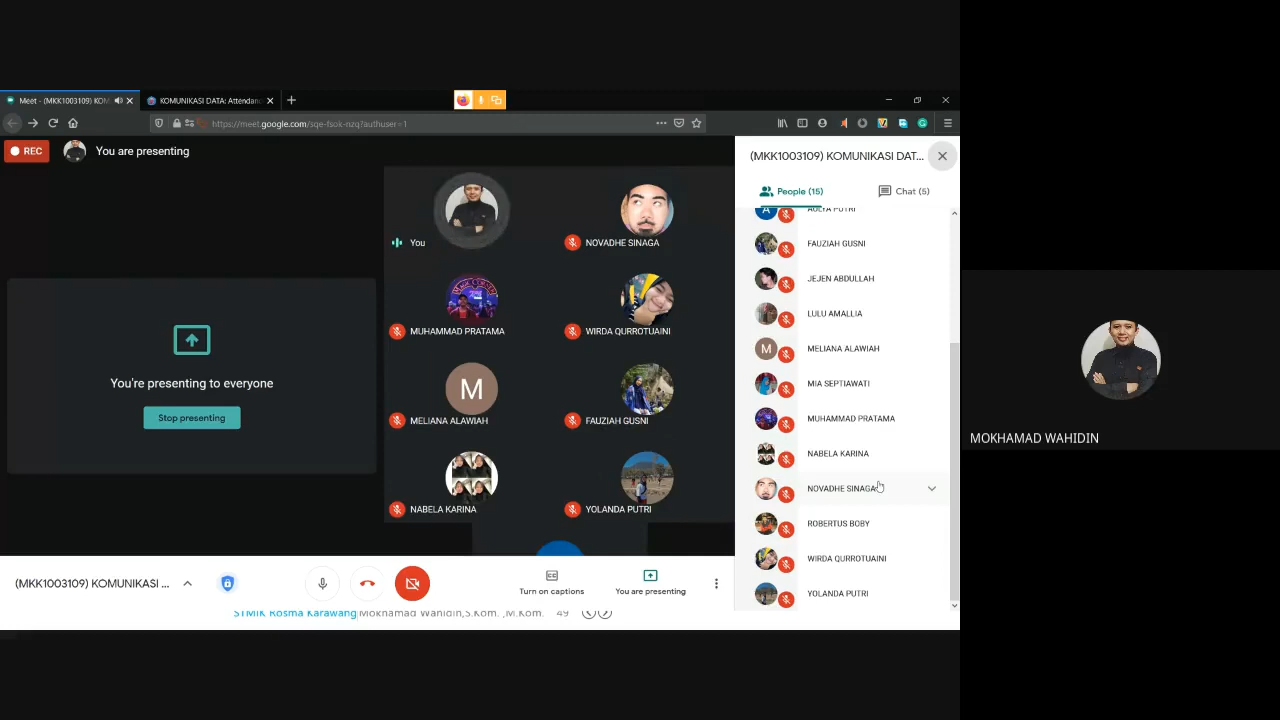 Meet - (MKK1003109) KOM
KOMUNIKASI DATA: Attendanc
https://meet.google.com/sqe-fsok-nzq?authuser=1
REC
You are presenting
(MKK1003109) KOMUNIKASI DAT...
People (15)
Chat (5)
You
NOVADHE SINAGA
MUHAMMAD PRATAMA
WIRDA QURROTUAINI
M
MELIANA ALAWIAH
FAUZIAH GUSNI
NABELA KARINA
YOLANDA PUTRI
You're presenting to everyone
Stop presenting
AULYA PUTRI
FAUZIAH GUSNI
JEJEN ABDULLAH
LULU AMALLIA
M
MELIANA ALAWIAH
MIA SEPTIAWATI
MUHAMMAD PRATAMA
NABELA KARINA
NOVADHE SINAGA
ROBERTUS BOBY
WIRDA QURROTUAINI
YOLANDA PUTRI
MOKHAMAD WAHIDIN
(MKK1003109) KOMUNIKASI ...
Turn on captions
You are presenting
STMIK Rosma Karawang|Mokhamad Wahidin,S.Kom. ,M.Kom. 49